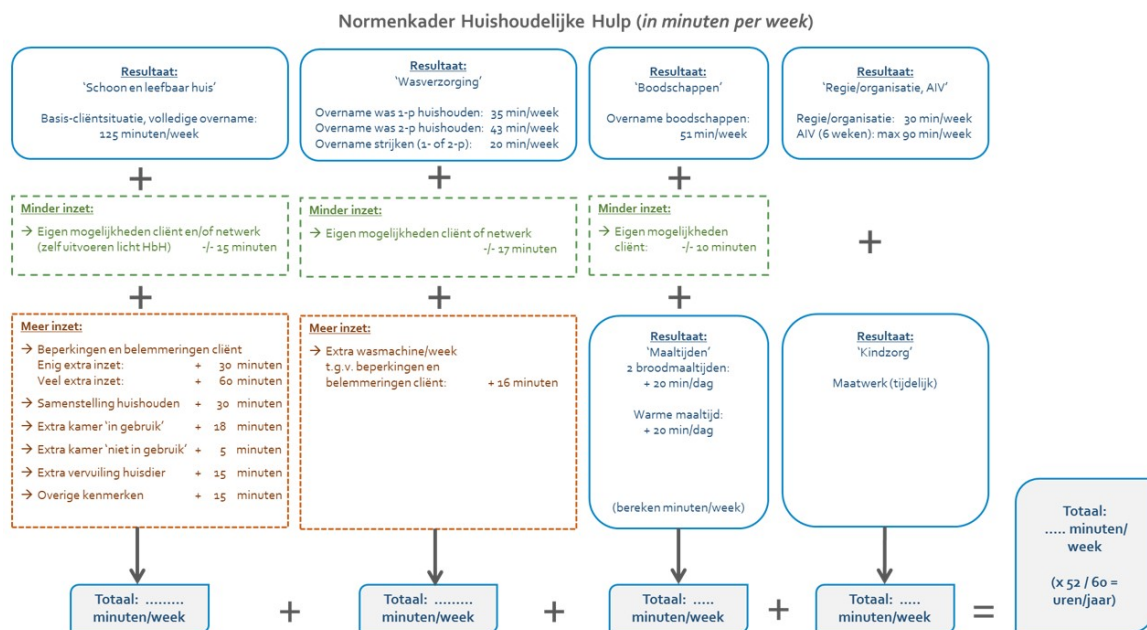 Normenkader Huishoudelijke Hulp (in minuten per week)
Resultaat:
'Schoon en leefbaar huis'
Basis-cliëntsituatie, volledige overname:
125 minuten/week
Resultaat:
'Wasverzorging'
Overname was 1-p huishouden: 35 min/week
Overname was 2-p huishouden: 43 min/week
Overname strijken (1- of 2-p): 20 min/week
Resultaat:
'Boodschappen'
Overname boodschappen:
51 min/week
Resultaat:
'Regie/organisatie, AIV'
Regie/organisatie: 30 min/week
AIV (6 weken): max 90 min/week
+ + +
Minder inzet:
→ Eigen mogelijkheden cliënt en/of netwerk
(zelf uitvoeren licht HbH) -/- 15 minuten
Minder inzet:
→ Eigen mogelijkheden cliënt of netwerk
-/- 17 minuten
Minder inzet:
→ Eigen mogelijkheden
cliënt: -/- 10 minuten
+
+ + +
Meer inzet:
→ Beperkingen en belemmeringen cliënt
Enig extra inzet: + 30 minuten
Veel extra inzet: + 60 minuten
→ Samenstelling huishouden + 30 minuten
→ Extra kamer 'in gebruik' + 18 minuten
→ Extra kamer 'niet in gebruik' + 5 minuten
→ Extra vervuiling huisdier + 15 minuten
→ Overige kenmerken + 15 minuten
Meer inzet:
→ Extra wasmachine/week
t.g.v. beperkingen en
belemmeringen cliënt: + 16 minuten
Resultaat:
'Maaltijden'
2 broodmaaltijden:
+ 20 min/dag
Warme maaltijd:
+ 20 min/dag
(bereken minuten/week)
Resultaat:
'Kindzorg'
Maatwerk (tijdelijk)
Totaal: .........
minuten/week
+
Totaal: .........
minuten/week
+
Totaal: .....
minuten/week
+
Totaal: .....
minuten/week
=
Totaal:
..... minuten/
week
(x 52 / 60 =
uren/jaar)